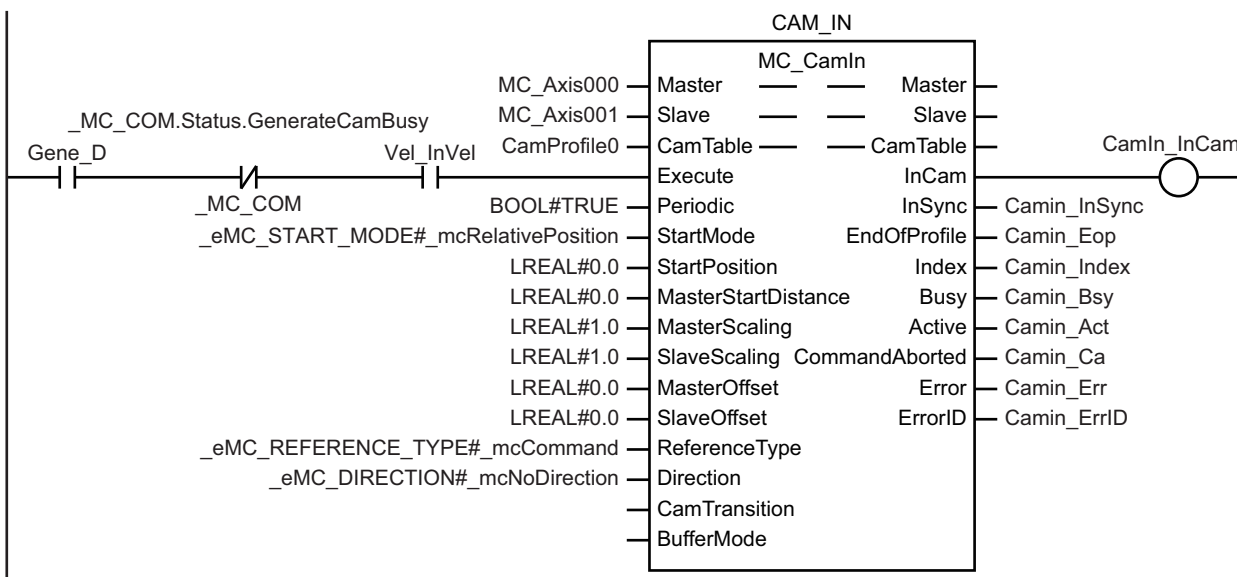 CAM_IN
MC_CamIn
MC_Axis000 Master Master
_MC_COM.Status.GenerateCamBusy MC_Axis001 Slave Slave
Gene_D Vel_InVel CamProfile0 CamTable CamTable CamIn_InCam
Execute InCam
_MC_COM BOOL#TRUE Periodic InSync Camin_InSync
_eMC_START_MODE#_mcRelativePosition StartMode EndOfProfile Camin_Eop
LREAL#0.0 StartPosition Index Camin_Index
LREAL#0.0 MasterStartDistance Busy Camin_Bsy
LREAL#1.0 MasterScaling Active Camin_Act
LREAL#1.0 SlaveScaling CommandAborted Camin_Ca
LREAL#0.0 MasterOffset Error Camin_Err
LREAL#0.0 SlaveOffset ErrorID Camin_ErrID
_eMC_REFERENCE_TYPE#_mcCommand ReferenceType
_eMC_DIRECTION#_mcNoDirection Direction
CamTransition
BufferMode